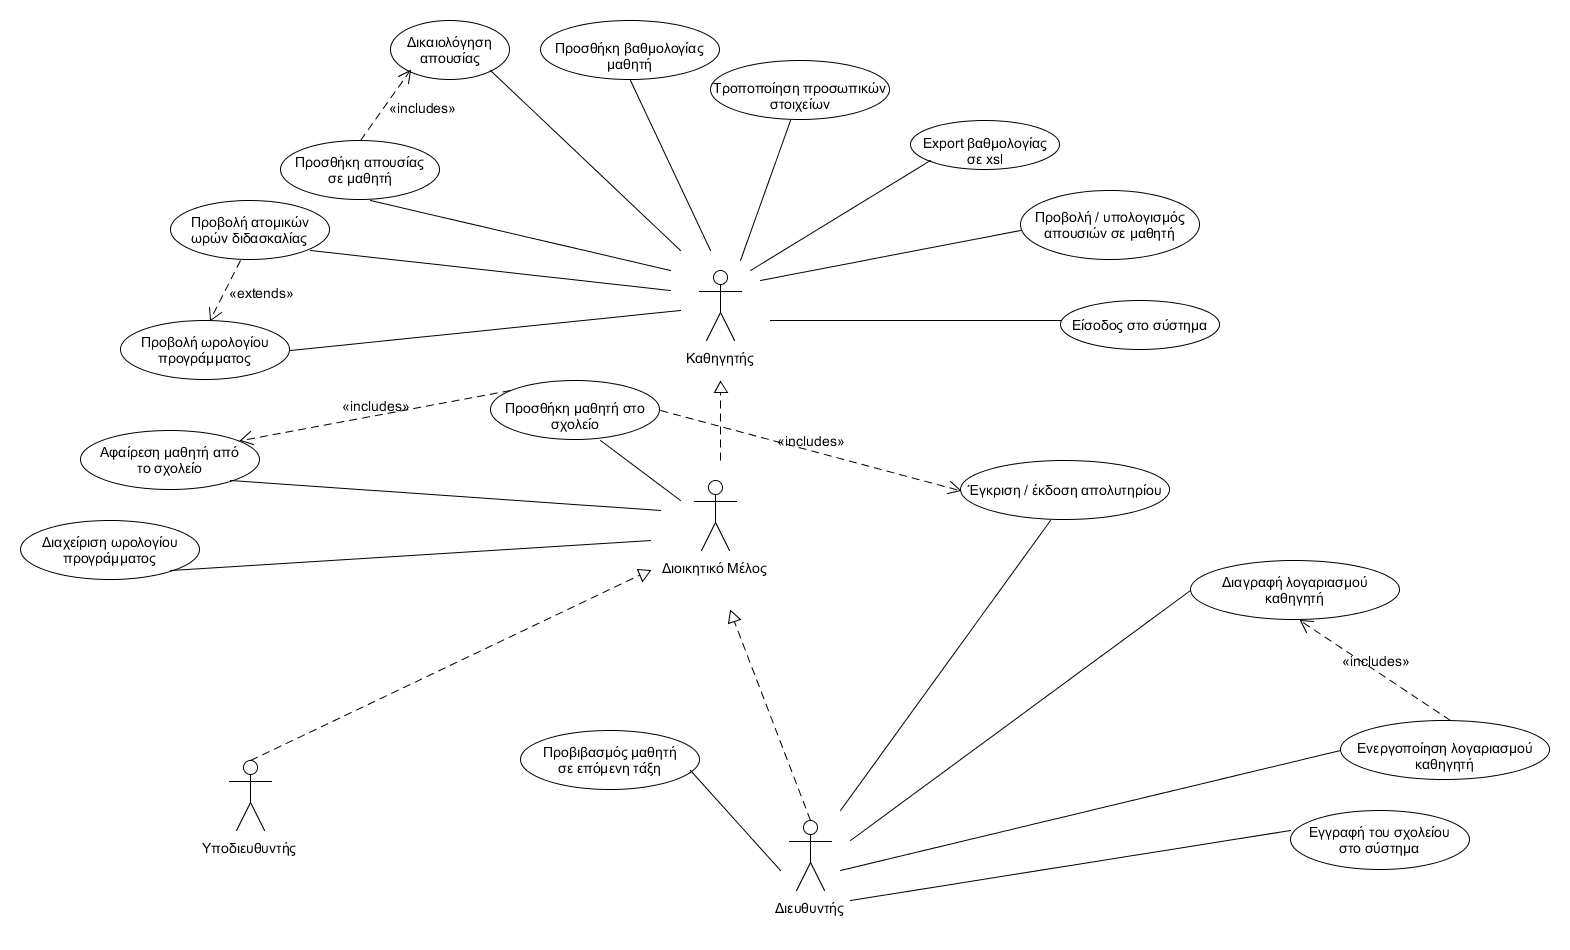 Δικαιολόγηση
απουσίας
Προσθήκη βαθμολογίας
μαθητή
Τροποποίηση προσωπικών
στοιχείων
«includes»
Export βαθμολογίας
σε xsl
Προσθήκη απουσίας
σε μαθητή
Προβολή ατομικών
ωρών διδασκαλίας
Προβολή / υπολογισμός
απουσιών σε μαθητή
«extends»
Είσοδος στο σύστημα
Προβολή ωρολογίου
προγράμματος
Καθηγητής
«includes»
Προσθήκη μαθητή στο
σχολείο
«includes»
Αφαίρεση μαθητή από
το σχολείο
Έγκριση / έκδοση απολυτηρίου
Διαχείριση ωρολογίου
προγράμματος
Διοικητικό Μέλος
Διαγραφή λογαριασμού
καθηγητή
«includes»
Προβιβασμός μαθητή
σε επόμενη τάξη
Ενεργοποίηση λογαριασμού
καθηγητή
Υποδιευθυντής
Εγγραφή του σχολείου
στο σύστημα
Διευθυντής